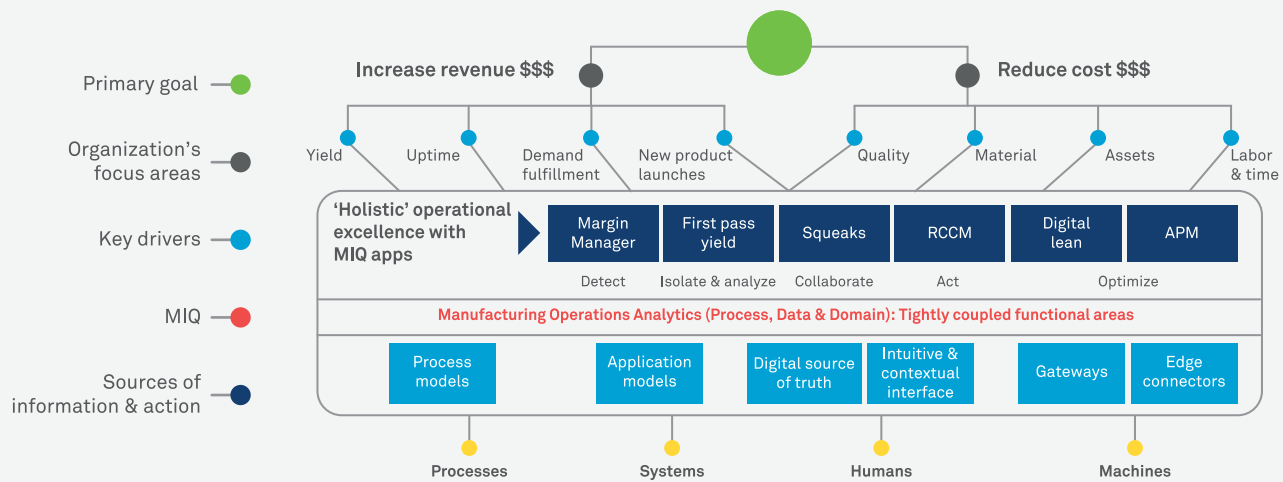 Increase revenue $$$
Reduce cost $$$
Primary goal
Organization's
focus areas
Yield
Uptime
Demand
fulfillment
New product
launches
Quality
Material
Assets
Labor
& time
Key drivers
‘Holistic’ operational
excellence with
MIQ apps
Margin
Manager
First pass
yield
Squeaks
RCCM
Digital
lean
APM
Detect
Isolate & analyze
Collaborate
Act
Optimize
MIQ
Manufacturing Operations Analytics (Process, Data & Domain): Tightly coupled functional areas
Sources of
information & action
Process
models
Application
models
Digital source
of truth
Intuitive &
contextual
interface
Gateways
Edge
connectors
Processes
Systems
Humans
Machines